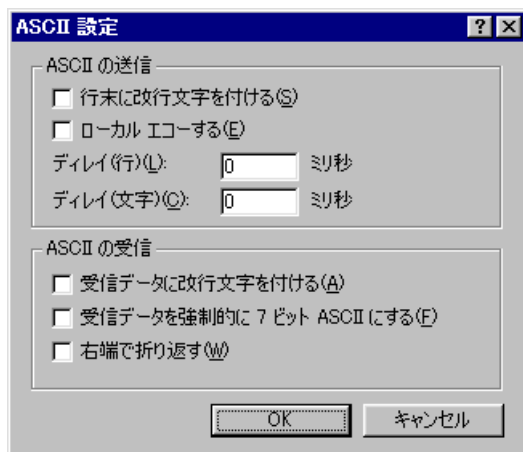 ASCII 設定
ASCII の送信
行末に改行文字を付ける(S)
ローカル エコーする(E)
ディレイ(行)(L): 0 ミリ秒
ディレイ(文字)(C): 0 ミリ秒
ASCII の受信
受信データに改行文字を付ける(A)
受信データを強制的に 7 ビット ASCII にする(F)
右端で折り返す(W)
OK キャンセル